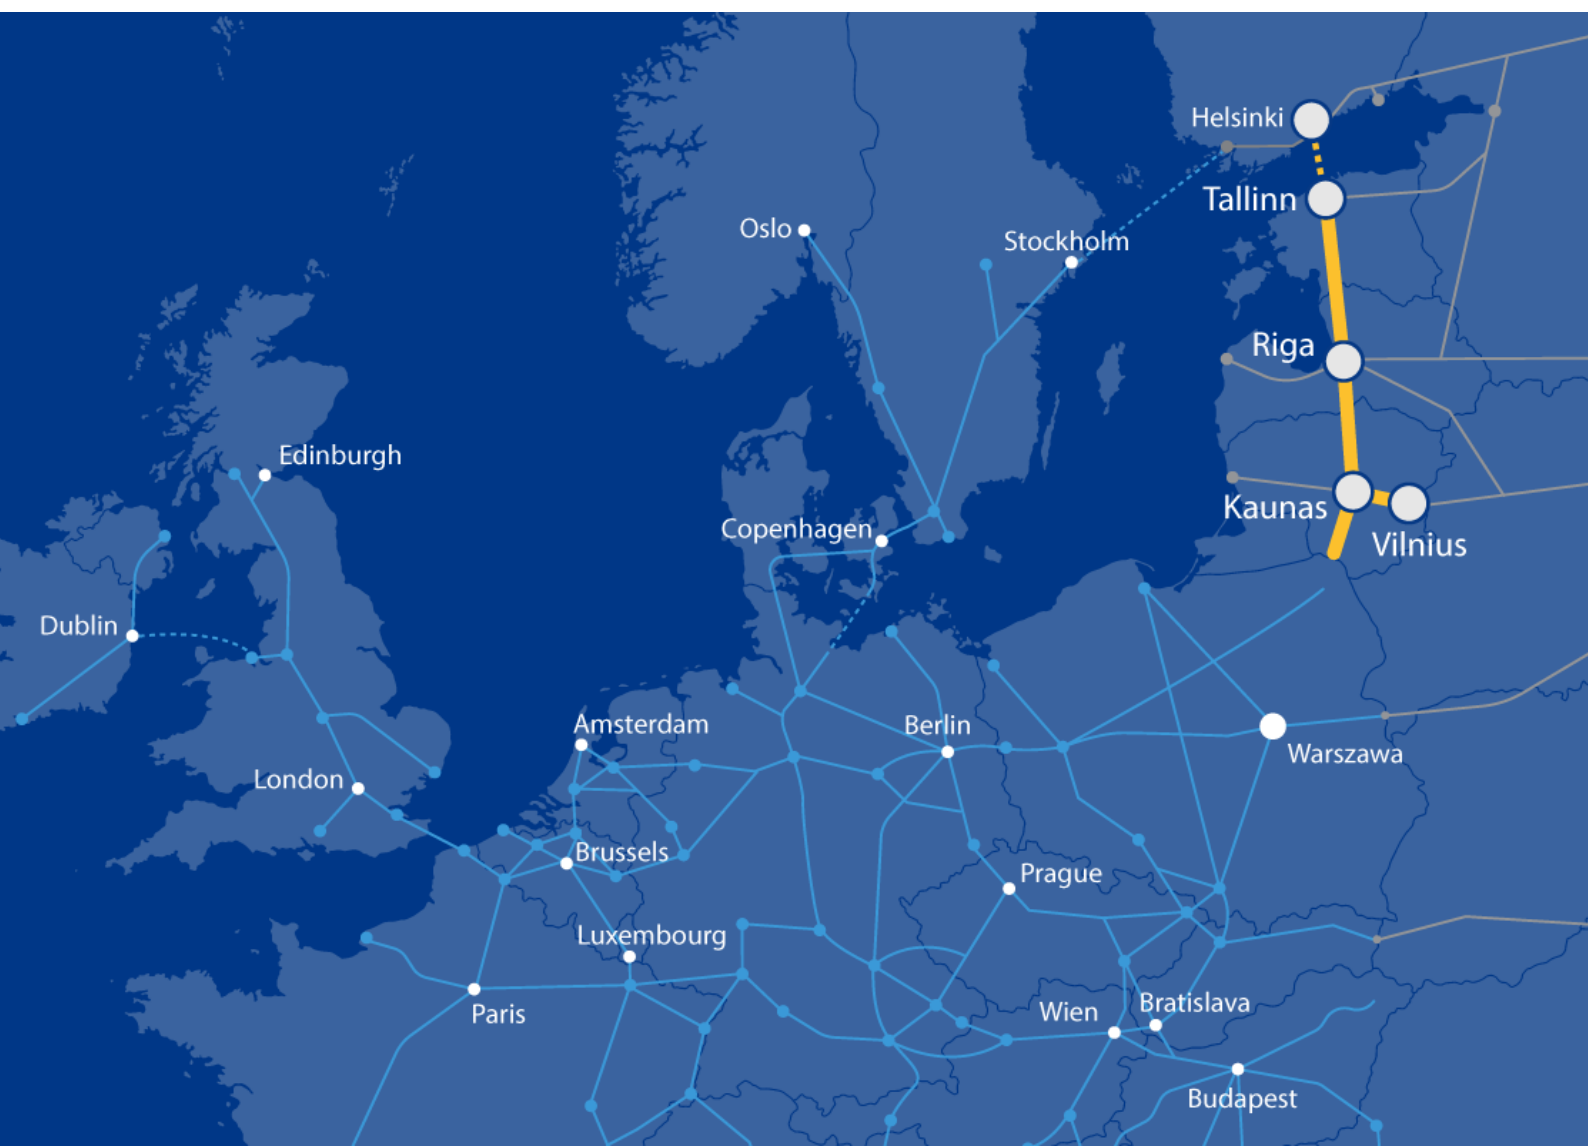 Helsinki
Tallinn
Oslo
Stockholm
Riga
Edinburgh
Kaunas
Copenhagen
Vilnius
Dublin
Amsterdam
Berlin
Warszawa
London
Brussels
Prague
Luxembourg
Bratislava
Wien
Paris
Budapest